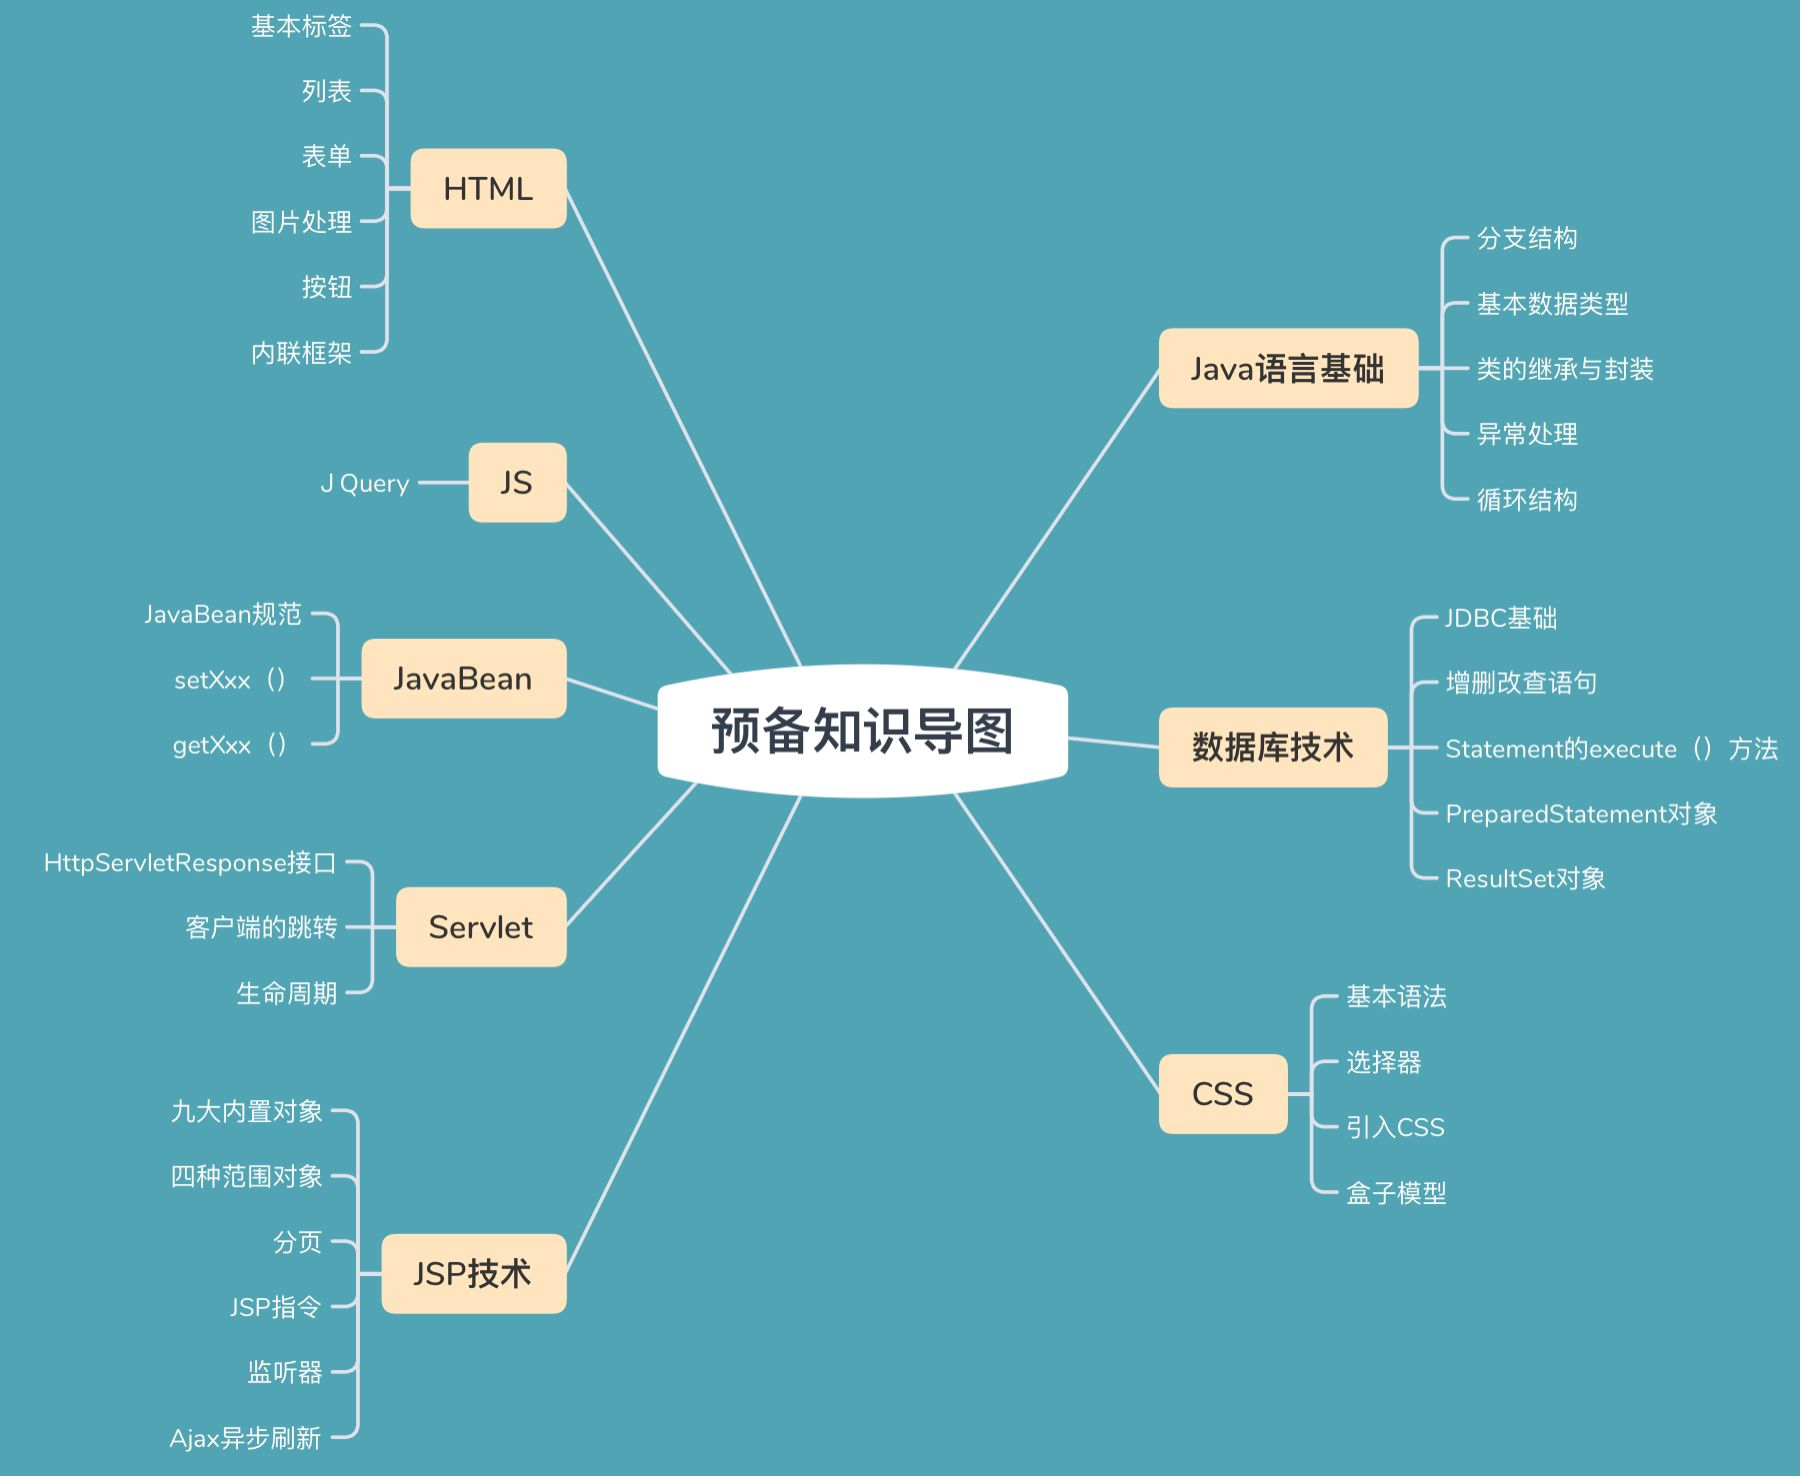 预备知识导图
HTML
基本标签
列表
表单
图片处理
按钮
内联框架
JS
J Query
JavaBean
JavaBean规范
setXxx（）
getXxx（）
Servlet
HttpServletResponse接口
客户端的跳转
生命周期
JSP技术
九大内置对象
四种范围对象
分页
JSP指令
监听器
Ajax异步刷新
Java语言基础
分支结构
基本数据类型
类的继承与封装
异常处理
循环结构
数据库技术
JDBC基础
增删改查语句
Statement的execute（）方法
PreparedStatement对象
ResultSet对象
CSS
基本语法
选择器
引入CSS
盒子模型